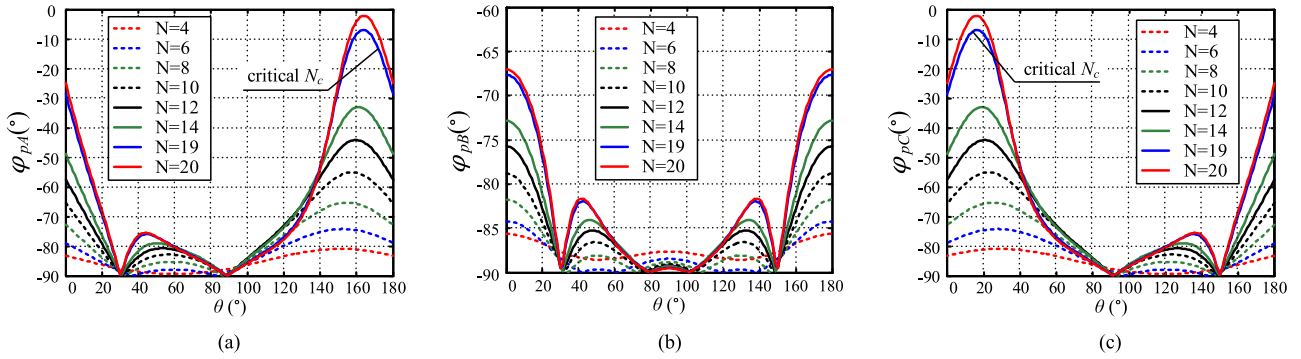 0
-10
-20
-30
-40
-50
-60
-70
-80
-90
φpA(°)
N=4
N=6
N=8
N=10
N=12
N=14
N=19
N=20
critical Nc
0 20 40 60 80 100 120 140 160 180
θ (°)
(a)
-60
-65
-70
-75
-80
-85
-90
φpB(°)
N=4
N=6
N=8
N=10
N=12
N=14
N=19
N=20
0 20 40 60 80 100 120 140 160 180
θ (°)
(b)
0
-10
-20
-30
-40
-50
-60
-70
-80
-90
φpC(°)
critical Nc
N=4
N=6
N=8
N=10
N=12
N=14
N=19
N=20
0 20 40 60 80 100 120 140 160 180
θ (°)
(c)